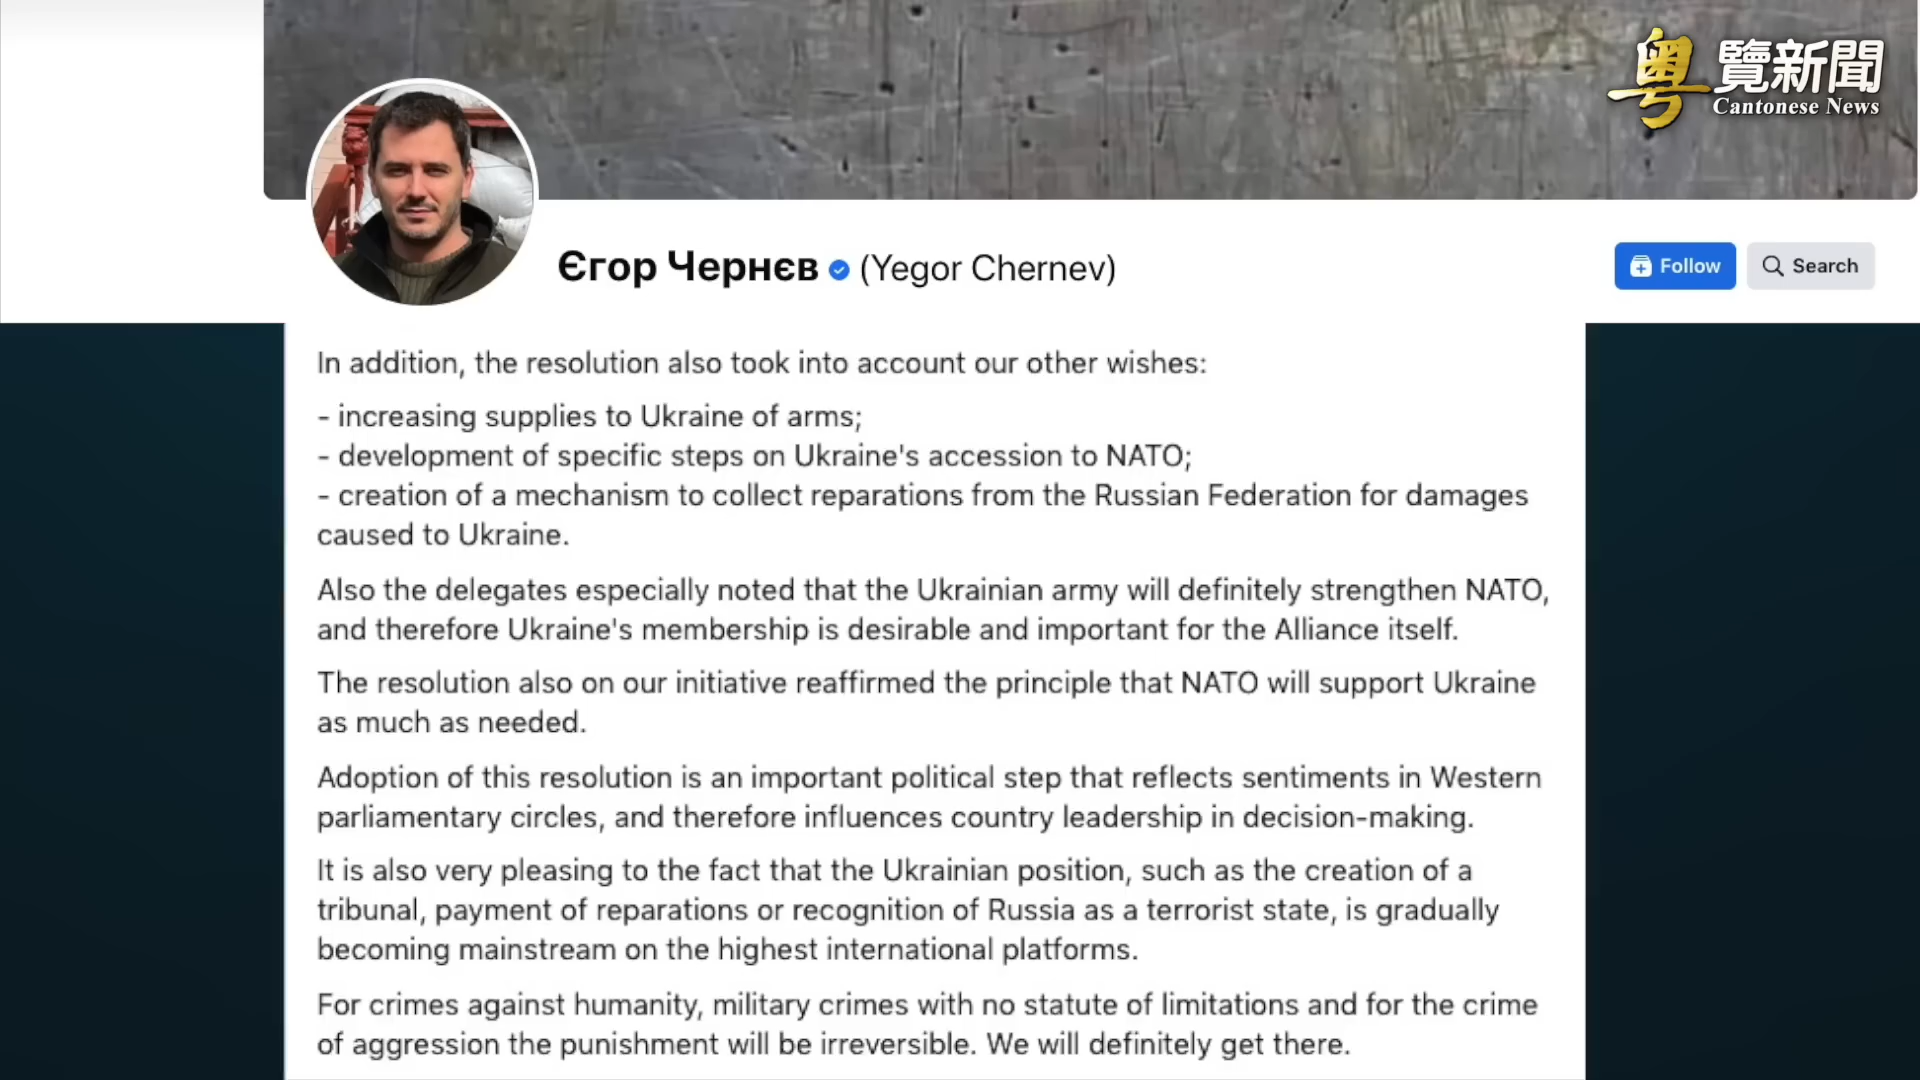 粵覽新聞
Cantonese News
Єгор Чернєв (Yegor Chernev)
Follow
Search
In addition, the resolution also took into account our other wishes:
- increasing supplies to Ukraine of arms;
- development of specific steps on Ukraine's accession to NATO;
- creation of a mechanism to collect reparations from the Russian Federation for damages
caused to Ukraine.
Also the delegates especially noted that the Ukrainian army will definitely strengthen NATO,
and therefore Ukraine's membership is desirable and important for the Alliance itself.
The resolution also on our initiative reaffirmed the principle that NATO will support Ukraine
as much as needed.
Adoption of this resolution is an important political step that reflects sentiments in Western
parliamentary circles, and therefore influences country leadership in decision-making.
It is also very pleasing to the fact that the Ukrainian position, such as the creation of a
tribunal, payment of reparations or recognition of Russia as a terrorist state, is gradually
becoming mainstream on the highest international platforms.
For crimes against humanity, military crimes with no statute of limitations and for the crime
of aggression the punishment will be irreversible. We will definitely get there.